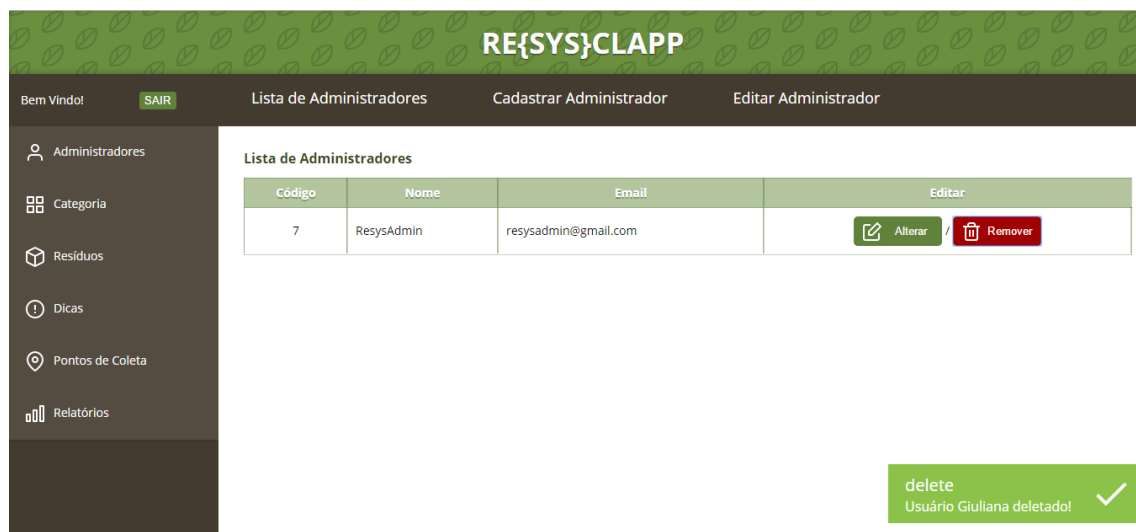 RE{SYS}CLAPP
Bem Vindo! SAIR Lista de Administradores Cadastrar Administrador Editar Administrador
Administradores
Categoria
Resíduos
Dicas
Pontos de Coleta
Relatórios
Lista de Administradores
Código Nome Email Editar
7 ResysAdmin resysadmin@gmail.com Alterar / Remover
delete
Usuário Giuliana deletado!